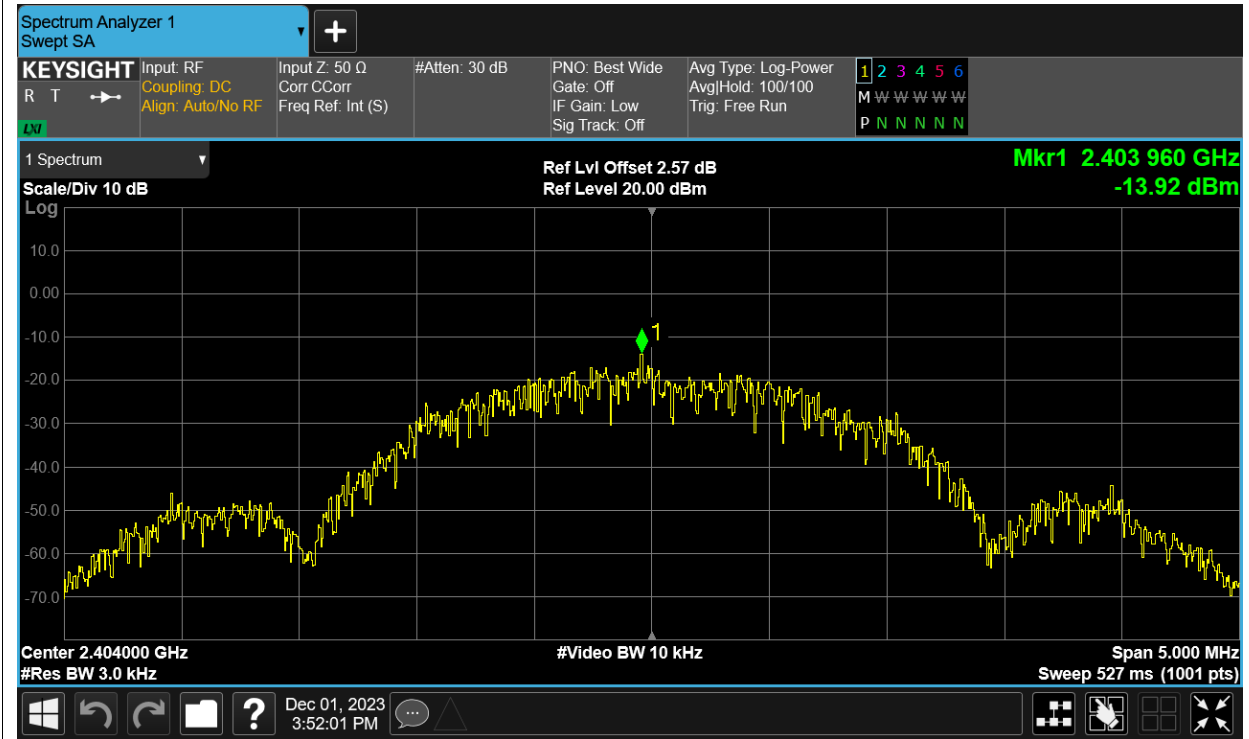 Spectrum Analyzer 1
Swept SA
KEYSIGHT
R T
LXI
Input: RF
Coupling: DC
Align: Auto/No RF
Input Z: 50 Ω
Corr CCorr
Freq Ref: Int (S)
#Atten: 30 dB
PNO: Best Wide
Gate: Off
IF Gain: Low
Sig Track: Off
Avg Type: Log-Power
Avg|Hold: 100/100
Trig: Free Run
1 2 3 4 5 6
M W W W W W
P N N N N N
1 Spectrum
Scale/Div 10 dB
Log
Ref Lvl Offset 2.57 dB
Ref Level 20.00 dBm
Mkr1 2.403 960 GHz
-13.92 dBm
10.0
0.00
1
-10.0
-20.0
-30.0
-40.0
-50.0
-60.0
-70.0
Center 2.404000 GHz
#Res BW 3.0 kHz
#Video BW 10 kHz
Span 5.000 MHz
Sweep 527 ms (1001 pts)
?
Dec 01, 2023
3:52:01 PM